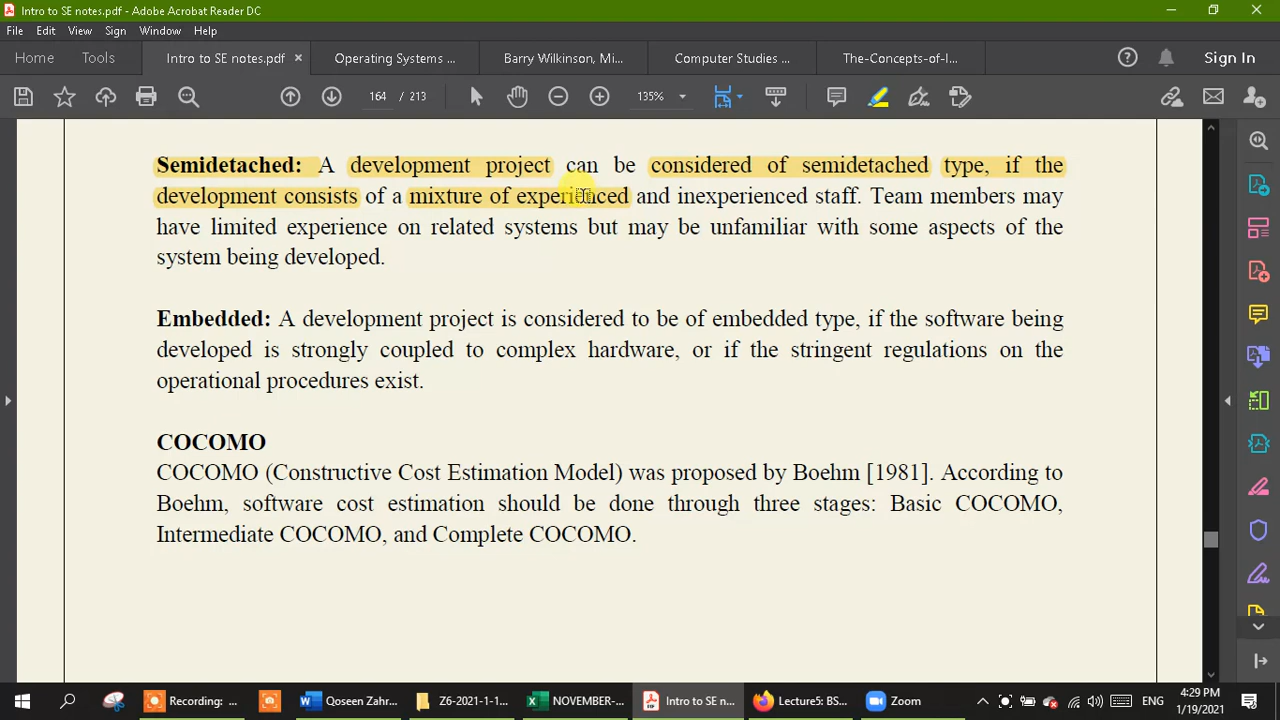 Intro to SE notes.pdf - Adobe Acrobat Reader DC
File Edit View Sign Window Help
Home Tools Intro to SE notes.pdf × Operating Systems ... Barry Wilkinson, Mi... Computer Studies ... The-Concepts-of-I... Sign In
164 / 213 135%
Semidetached: A development project can be considered of semidetached type, if the
development consists of a mixture of experienced and inexperienced staff. Team members may
have limited experience on related systems but may be unfamiliar with some aspects of the
system being developed.
Embedded: A development project is considered to be of embedded type, if the software being
developed is strongly coupled to complex hardware, or if the stringent regulations on the
operational procedures exist.
COCOMO
COCOMO (Constructive Cost Estimation Model) was proposed by Boehm [1981]. According to
Boehm, software cost estimation should be done through three stages: Basic COCOMO,
Intermediate COCOMO, and Complete COCOMO.
Recording: ... Qoseen Zahr... Z6-2021-1-1... NOVEMBER-... Intro to SE n... Lecture5: BS... Zoom ENG 4:29 PM
1/19/2021